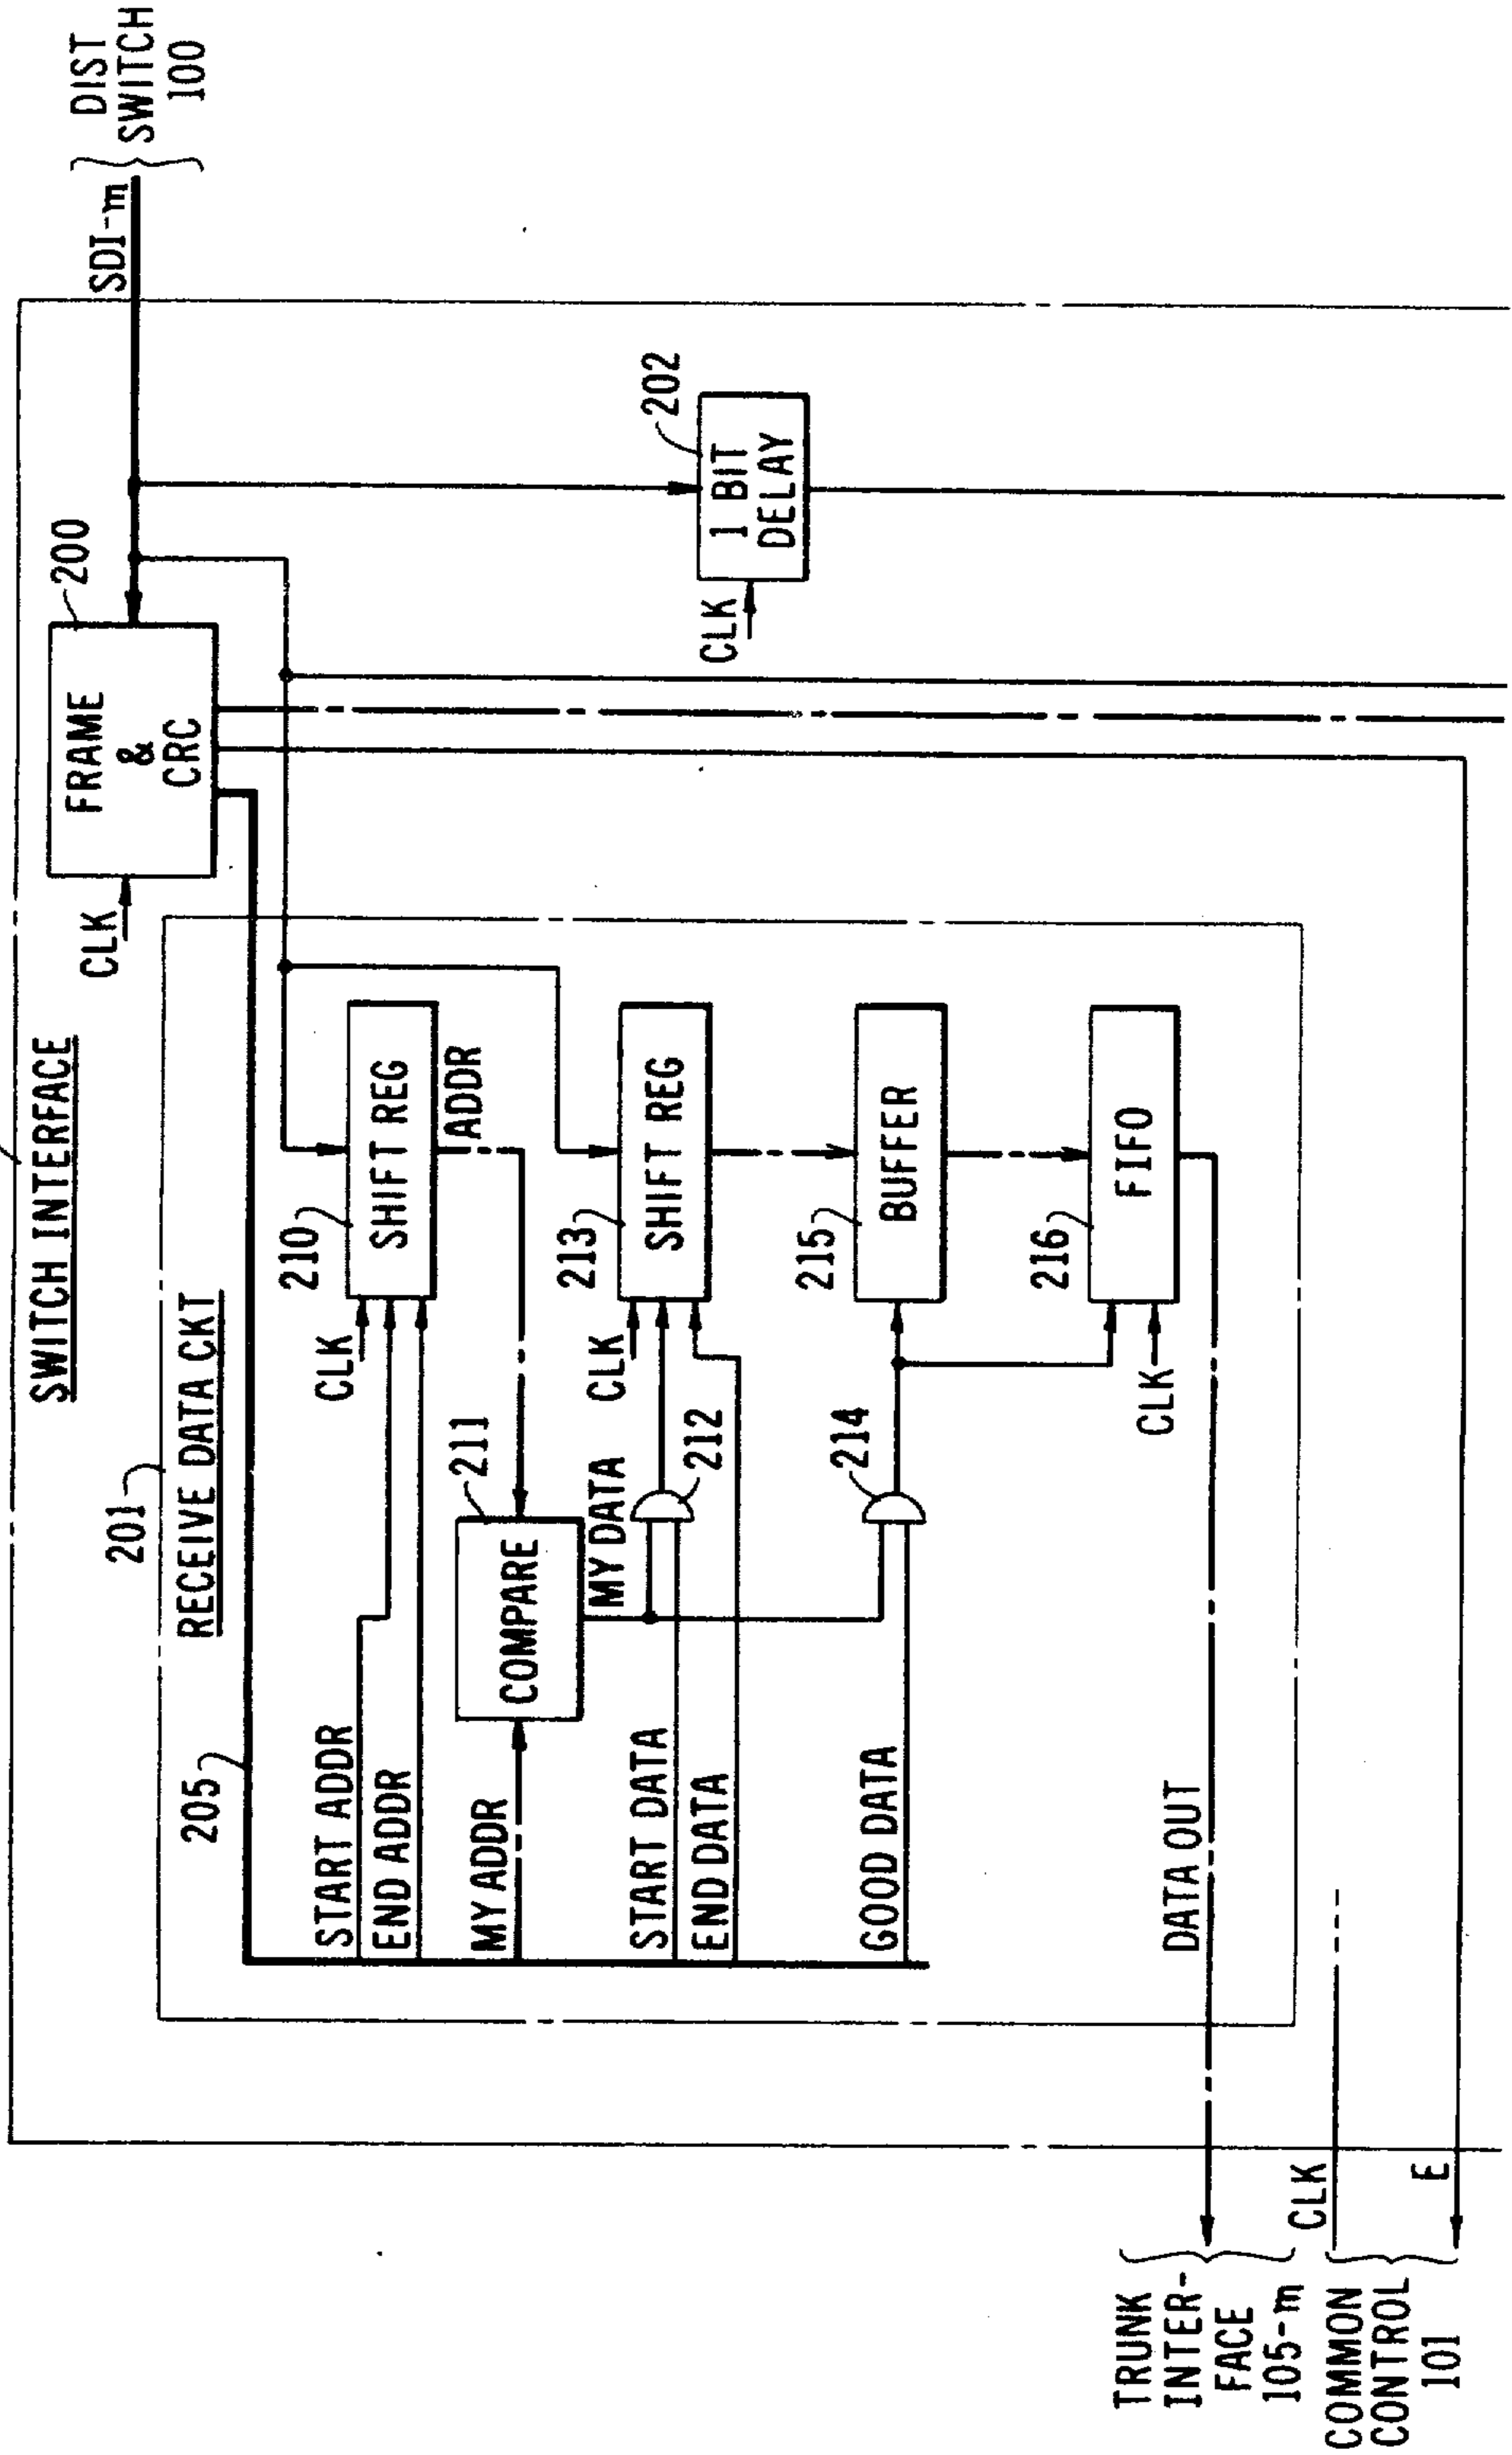 SWITCH INTERFACE
DIST
SWITCH
100
SDI-m
FRAME
&
CRC
200
CLK
201
RECEIVE DATA CKT
205
START ADDR
END ADDR
CLK
210
SHIFT REG
ADDR
MY ADDR
COMPARE
211
MY DATA
CLK
213
SHIFT REG
START DATA
END DATA
212
1 BIT
DELAY
202
CLK
GOOD DATA
214
215
BUFFER
216
FIFO
CLK
DATA OUT
TRUNK
INTER-
FACE
105-m
CLK
E
COMMON
CONTROL
101